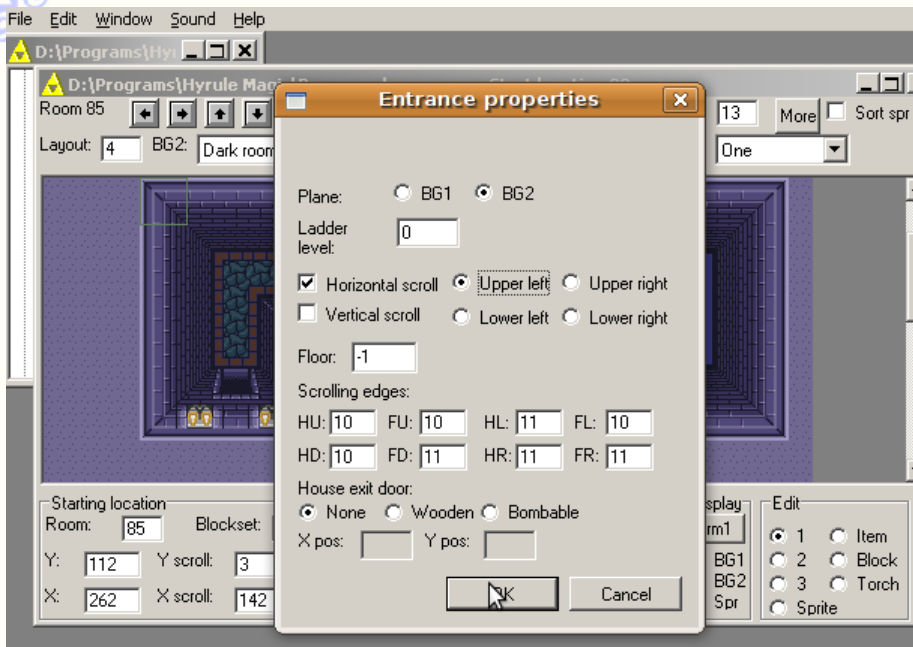 File Edit Window Sound Help
D:\Programs\Hy
D:\Programs\Hyrule Mag
Room 85
13 More Sort spr
Layout: 4 BG2: Dark room
One
Entrance properties
Plane: BG1 BG2
Ladder
level: 0
Horizontal scroll Upper left Upper right
Vertical scroll Lower left Lower right
Floor: -1
Scrolling edges:
HU: 10 FU: 10 HL: 11 FL: 10
HD: 10 FD: 11 HR: 11 FR: 11
House exit door:
None Wooden Bombable
X pos: Y pos:
OK Cancel
Starting location
Room: 85 Blockset:
Y: 112 Y scroll: 3
X: 262 X scroll: 142
splay
rm1
BG1
BG2
Spr
Edit
1 Item
2 Block
3 Torch
Sprite